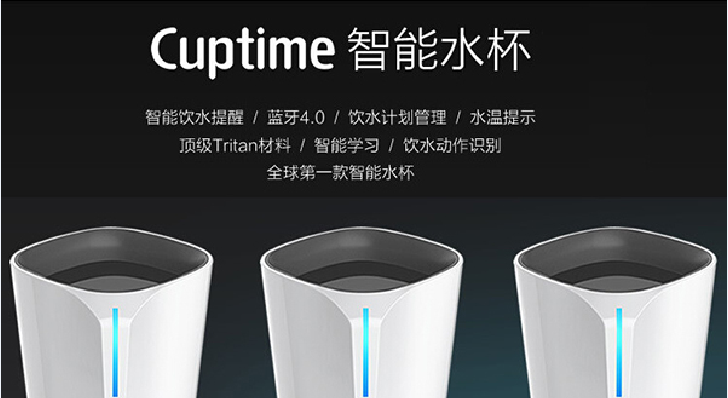 Cuptime 智能水杯
智能饮水提醒 / 蓝牙4.0 / 饮水计划管理 / 水温提示
顶级Tritan材料 / 智能学习 / 饮水动作识别
全球第一款智能水杯